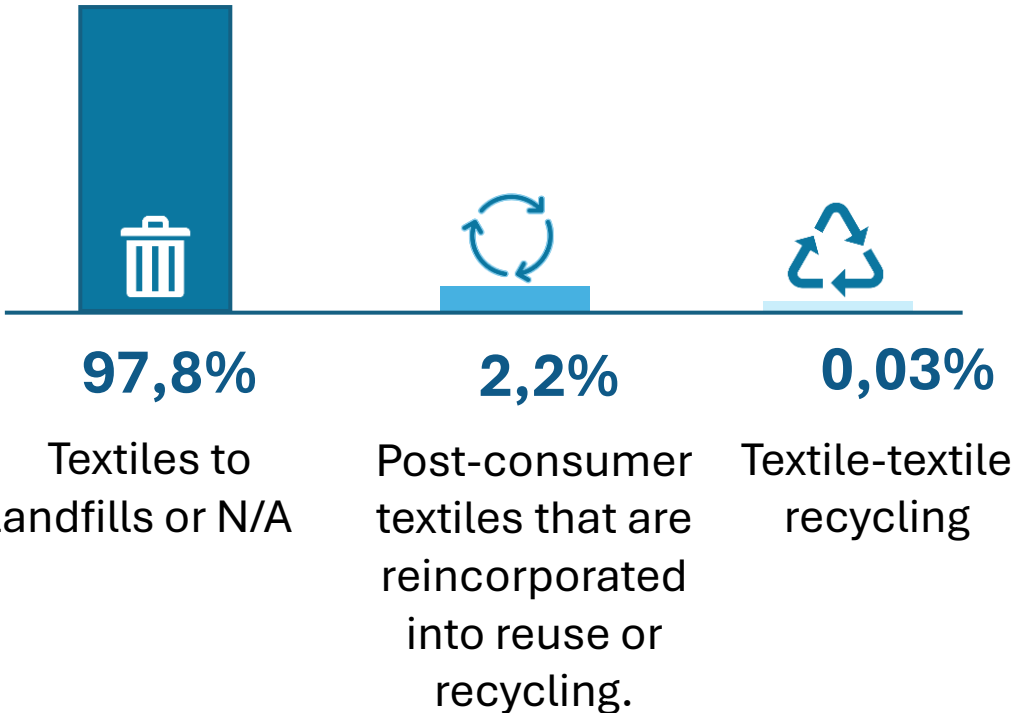 97,8%
Textiles to
Landfills or N/A
2,2%
Post-consumer
textiles that are
reincorporated
into reuse or
recycling.
0,03%
Textile-textile
recycling